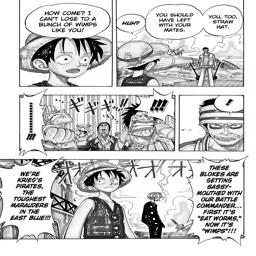 YOU, TOO,
STRAW
HAT.
YOU SHOULD
HAVE LEFT
WITH YOUR
MATES.
HUH?
HOW COME? I
CAN'T LOSE TO A
BUNCH OF WIMPS
LIKE YOU!
!!!
THESE
BLOKES ARE
GETTING
SASSY-
MOUTHED
WITH OUR
BATTLE
COMMANDER...
FIRST IT'S
"EAT WORMS,"
NOW IT'S
"WIMPS"!!!
WE'RE
KRIEG'S
PIRATES,
THE
TOUGHEST
MARAUDERS
IN THE
EAST BLUE!!!